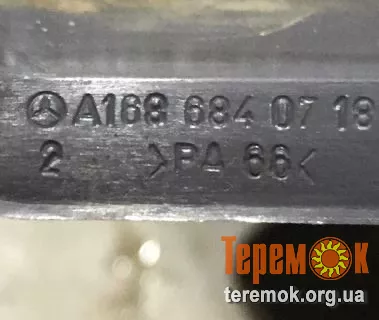 A168 684 07 18
2 >PA 66<
Теремок
teremok.org.ua